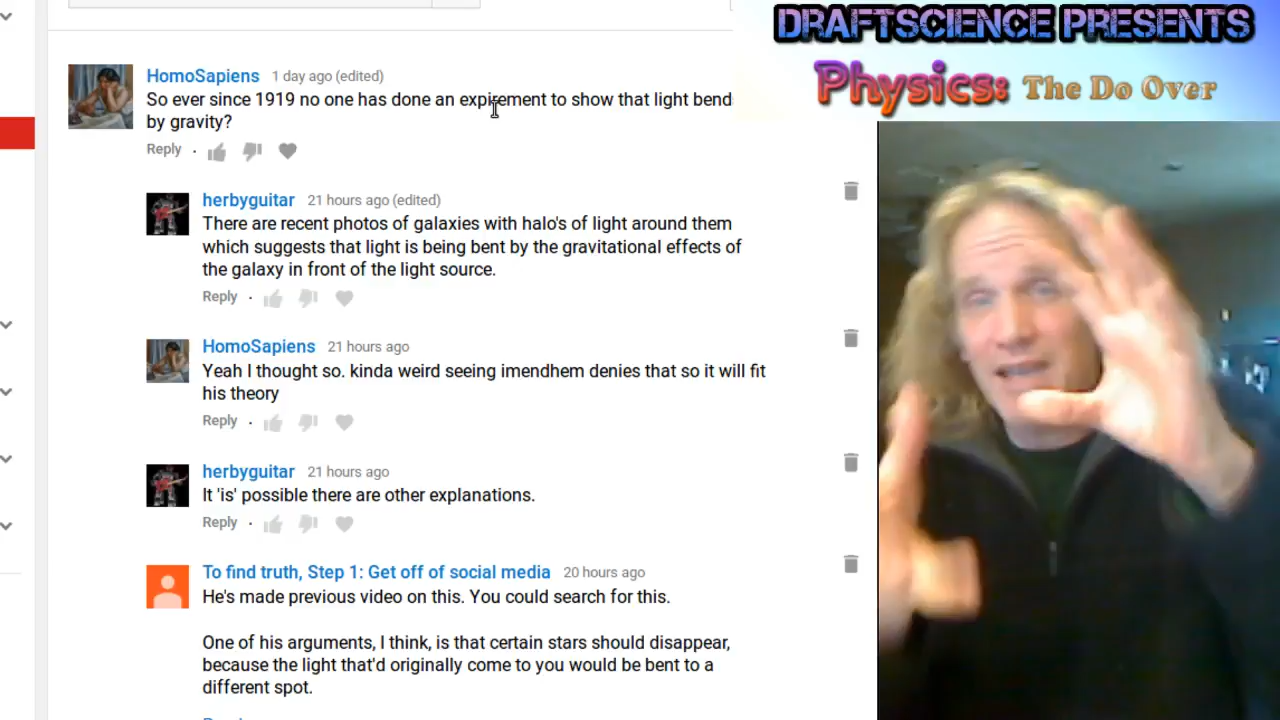 DRAFTSCIENCE PRESENTS
Physics: The Do Over
HomoSapiens 1 day ago (edited)
So ever since 1919 no one has done an expirement to show that light bends
by gravity?
Reply
herbyguitar 21 hours ago (edited)
There are recent photos of galaxies with halo's of light around them
which suggests that light is being bent by the gravitational effects of
the galaxy in front of the light source.
Reply
HomoSapiens 21 hours ago
Yeah I thought so. kinda weird seeing imendhem denies that so it will fit
his theory
Reply
herbyguitar 21 hours ago
It 'is' possible there are other explanations.
Reply
To find truth, Step 1: Get off of social media 20 hours ago
He's made previous video on this. You could search for this.
One of his arguments, I think, is that certain stars should disappear,
because the light that'd originally come to you would be bent to a
different spot.